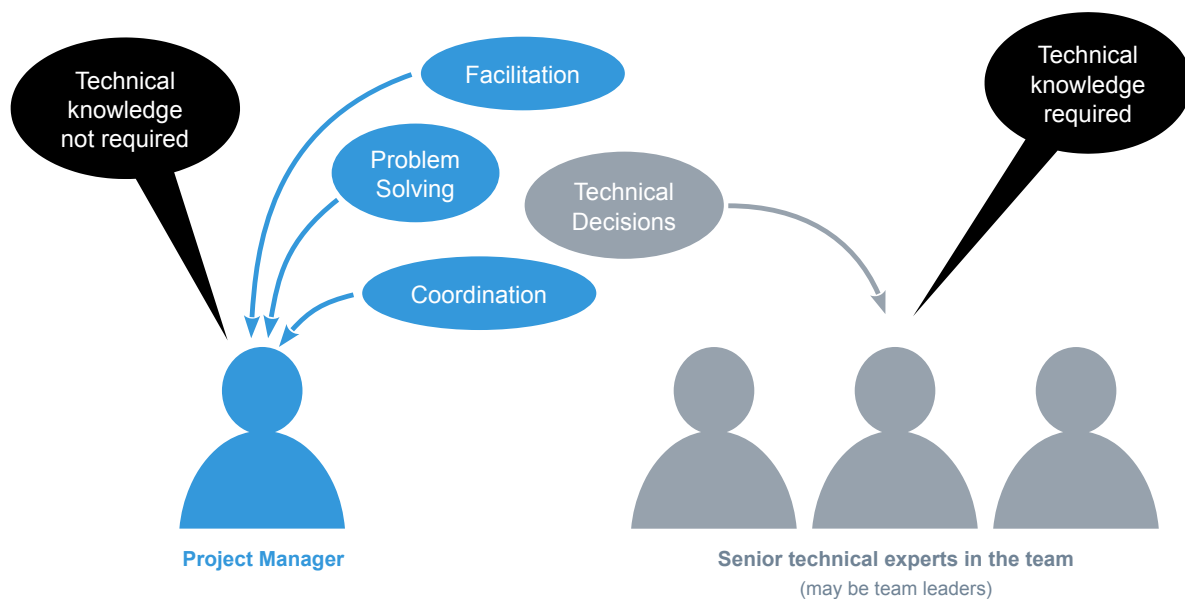 Technical
knowledge
not required
Facilitation
Problem
Solving
Coordination
Technical
Decisions
Technical
knowledge
required
Project Manager
Senior technical experts in the team
(may be team leaders)